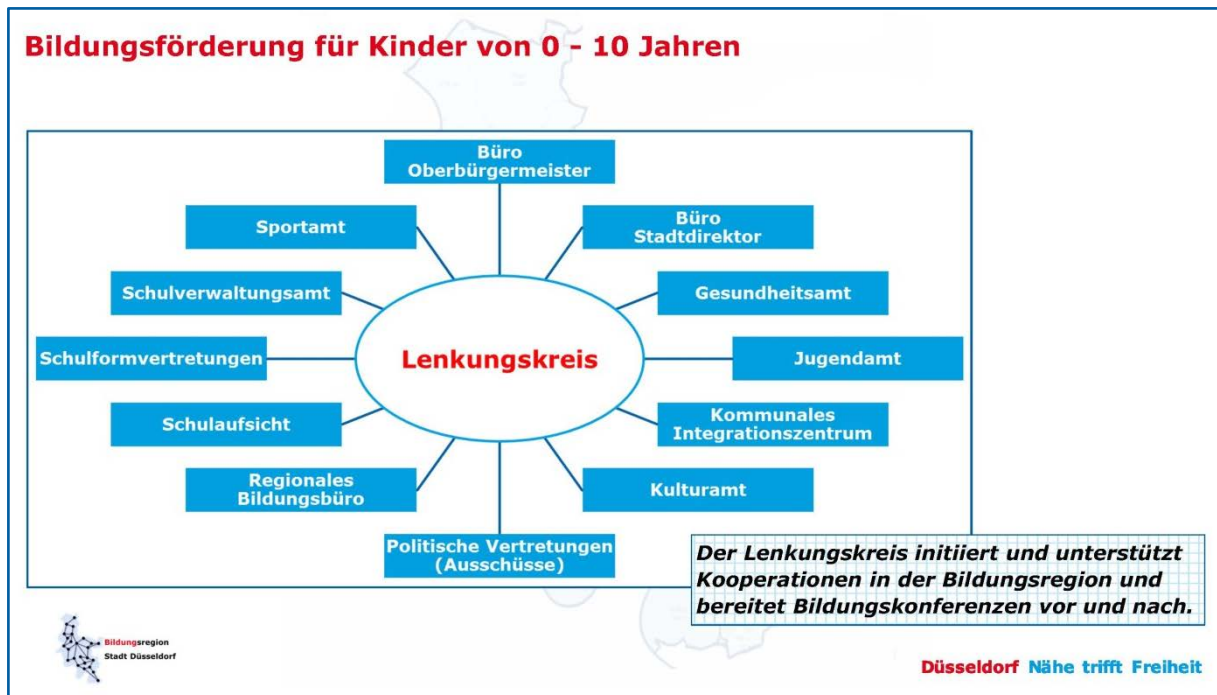 Bildungsförderung für Kinder von 0 - 10 Jahren
Büro
Oberbürgermeister
Büro
Stadtdirektor
Gesundheitsamt
Jugendamt
Kommunales
Integrationszentrum
Kulturamt
Politische Vertretungen
(Ausschüsse)
Regionales
Bildungsbüro
Schulaufsicht
Schulformvertretungen
Schulverwaltungsamt
Sportamt
Lenkungskreis
Der Lenkungskreis initiiert und unterstützt
Kooperationen in der Bildungsregion und
bereitet Bildungskonferenzen vor und nach.
Bildungsregion
Stadt Düsseldorf
Düsseldorf Nähe trifft Freiheit